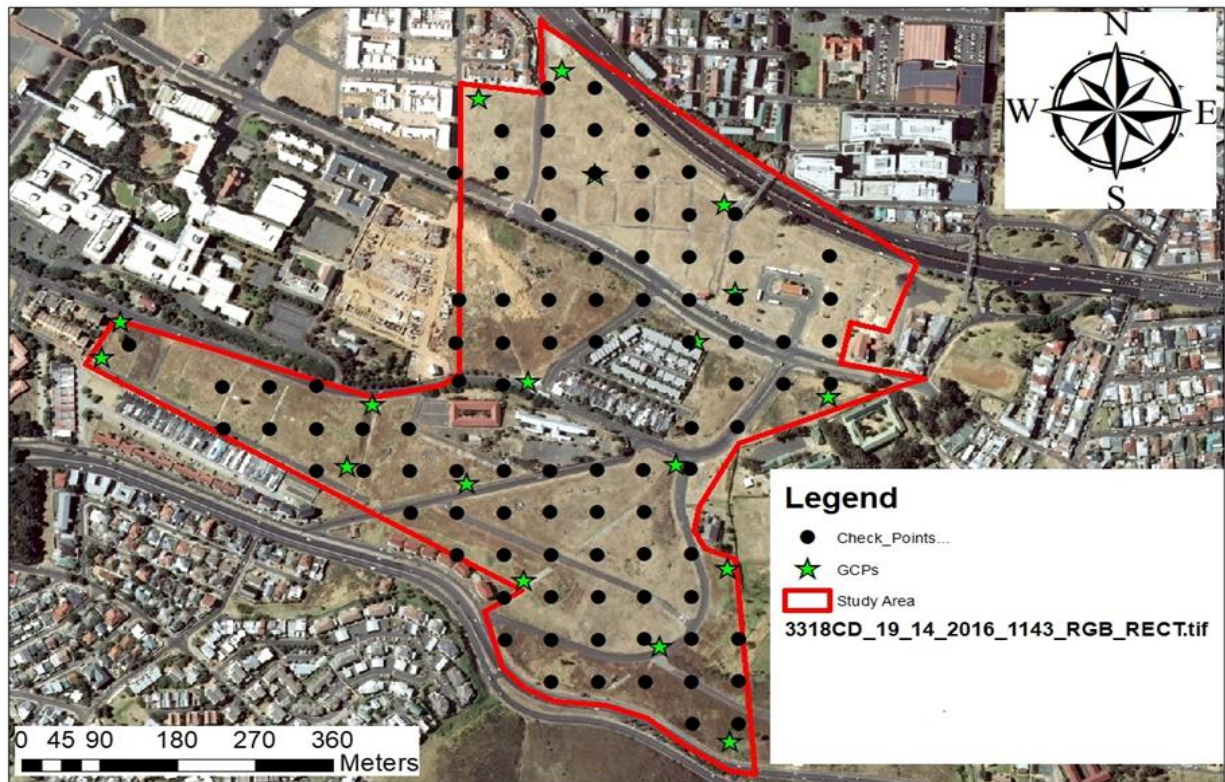 N
W E
S
Legend
Check_Points...
GCPs
Study Area
3318CD_19_14_2016_1143_RGB_RECT.tif
0 45 90 180 270 360
Meters